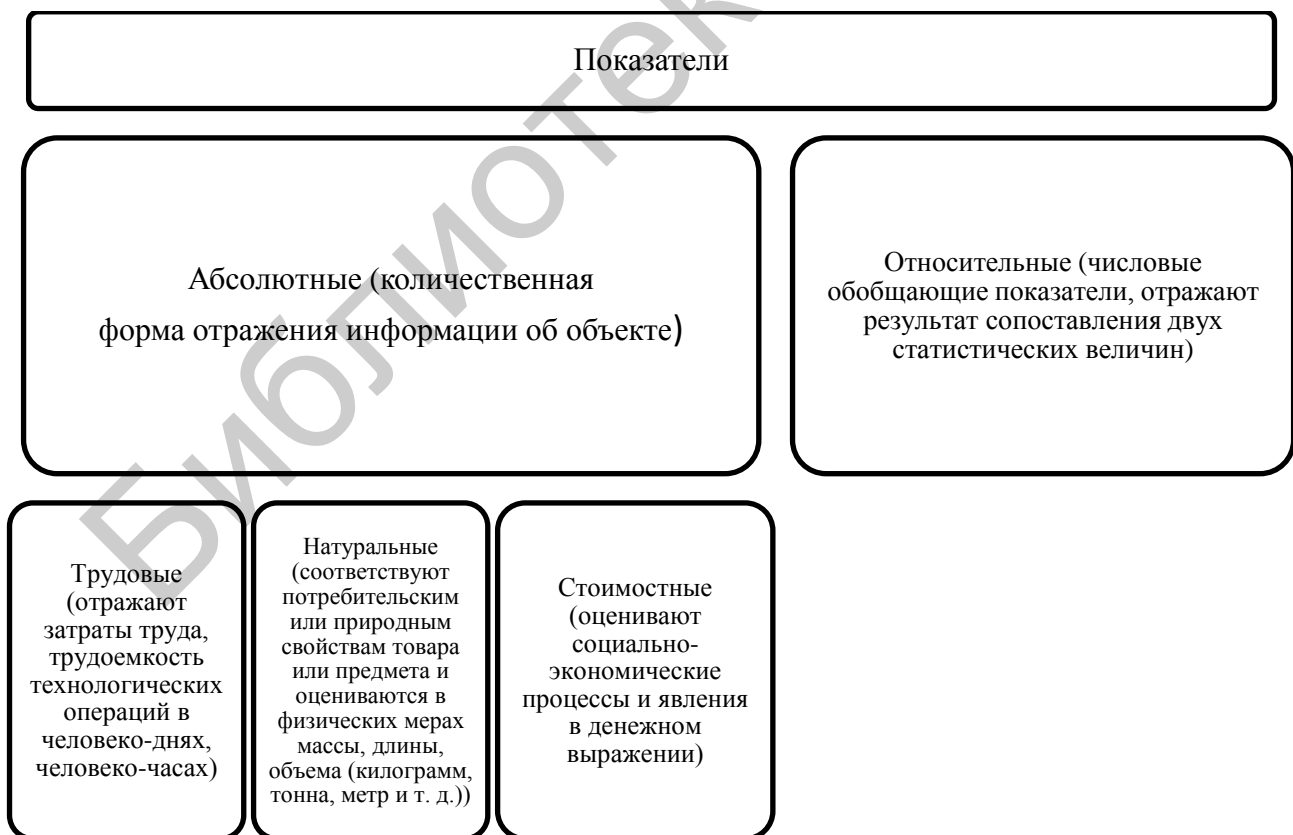 Показатели
Абсолютные (количественная
форма отражения информации об объекте)
Относительные (числовые
обобщающие показатели, отражают
результат сопоставления двух
статистических величин)
Трудовые
(отражают
затраты труда,
трудоемкость
технологических
операций в
человеко-днях,
человеко-часах)
Натуральные
(соответствуют
потребительским
или природным
свойствам товара
или предмета и
оцениваются в
физических мерах
массы, длины,
объема (килограмм,
тонна, метр и т. д.))
Стоимостные
(оценивают
социально-
экономические
процессы и явления
в денежном
выражении)
Библиотек